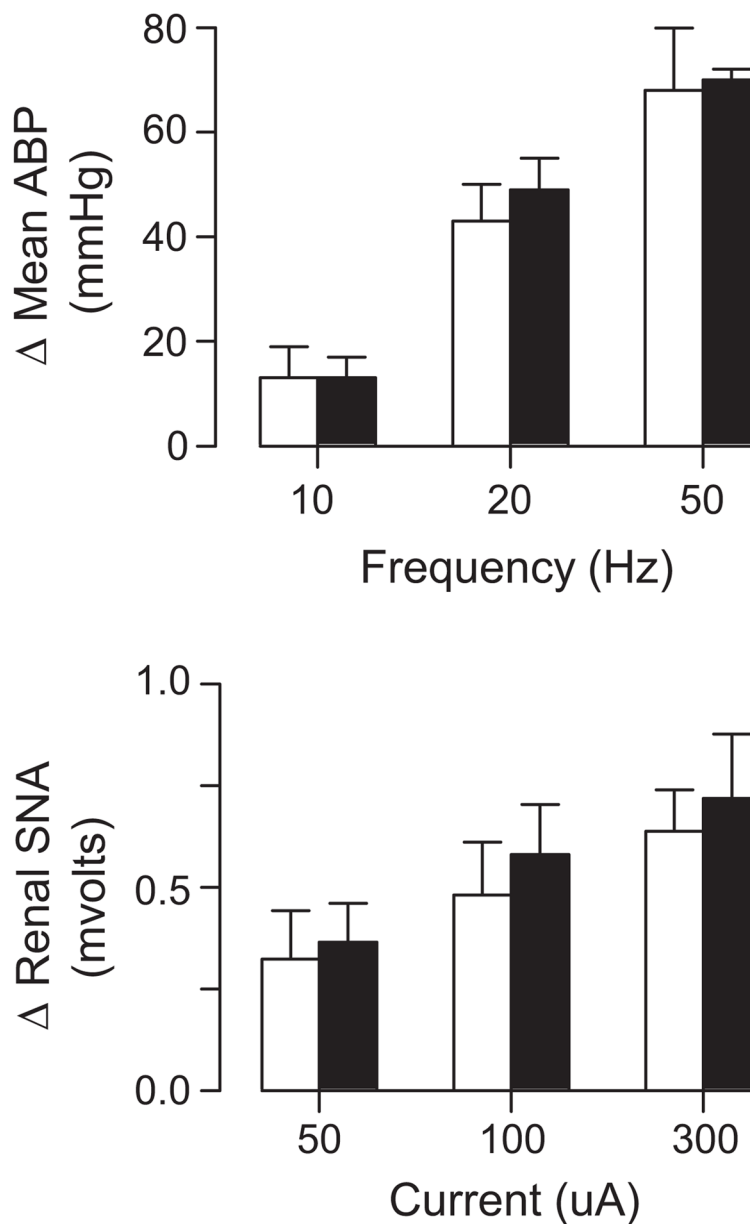 80
60
40
20
0
Δ Mean ABP
(mmHg)
10 20 50
Frequency (Hz)
1.0
0.5
0.0
Δ Renal SNA
(mvolts)
50 100 300
Current (uA)